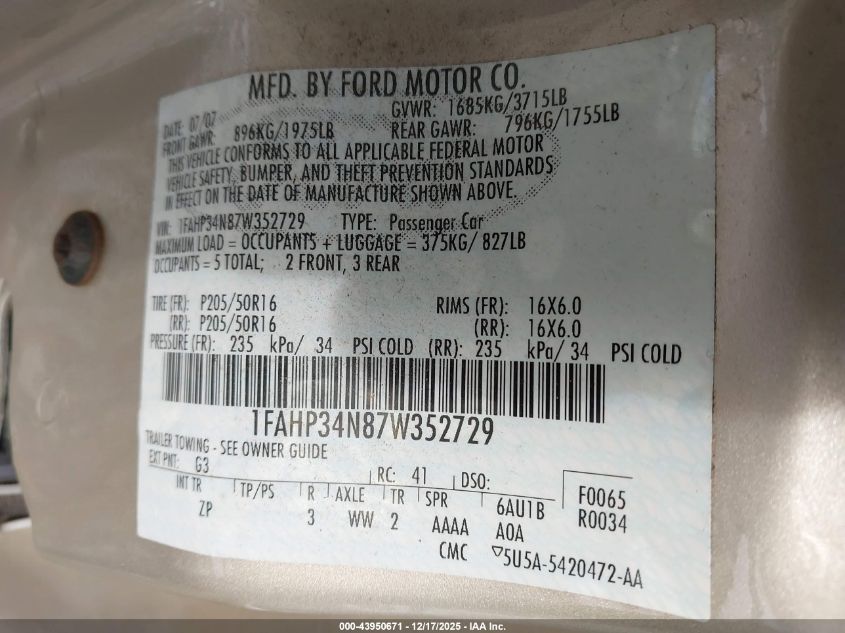 MFD. BY FORD MOTOR CO.
DATE: 07/07 GVWR: 1685KG/3715LB
FRONT GAWR: 896KG/1975LB REAR GAWR: 796KG/1755LB
THIS VEHICLE CONFORMS TO ALL APPLICABLE FEDERAL MOTOR
VEHICLE SAFETY, BUMPER, AND THEFT PREVENTION STANDARDS
IN EFFECT ON THE DATE OF MANUFACTURE SHOWN ABOVE.
VIN: 1FAHP34N87W352729 TYPE: Passenger Car
MAXIMUM LOAD = OCCUPANTS + LUGGAGE = 375KG/ 827LB
OCCUPANTS = 5 TOTAL; 2 FRONT, 3 REAR
TIRE (FR): P205/50R16 RIMS (FR): 16X6.0
(RR): P205/50R16 (RR): 16X6.0
PRESSURE (FR): 235 kPa/ 34 PSI COLD (RR): 235 kPa/ 34 PSI COLD
1FAHP34N87W352729
TRAILER TOWING - SEE OWNER GUIDE
EXT PNT: G3 RC: 41 DSO: F0065
INT TR TP/PS R AXLE TR SPR 6AU1B R0034
ZP 3 WW 2 AAAA AOA
CMC 5U5A-5420472-AA
000-43950671 - 12/17/2025 - IAA Inc.